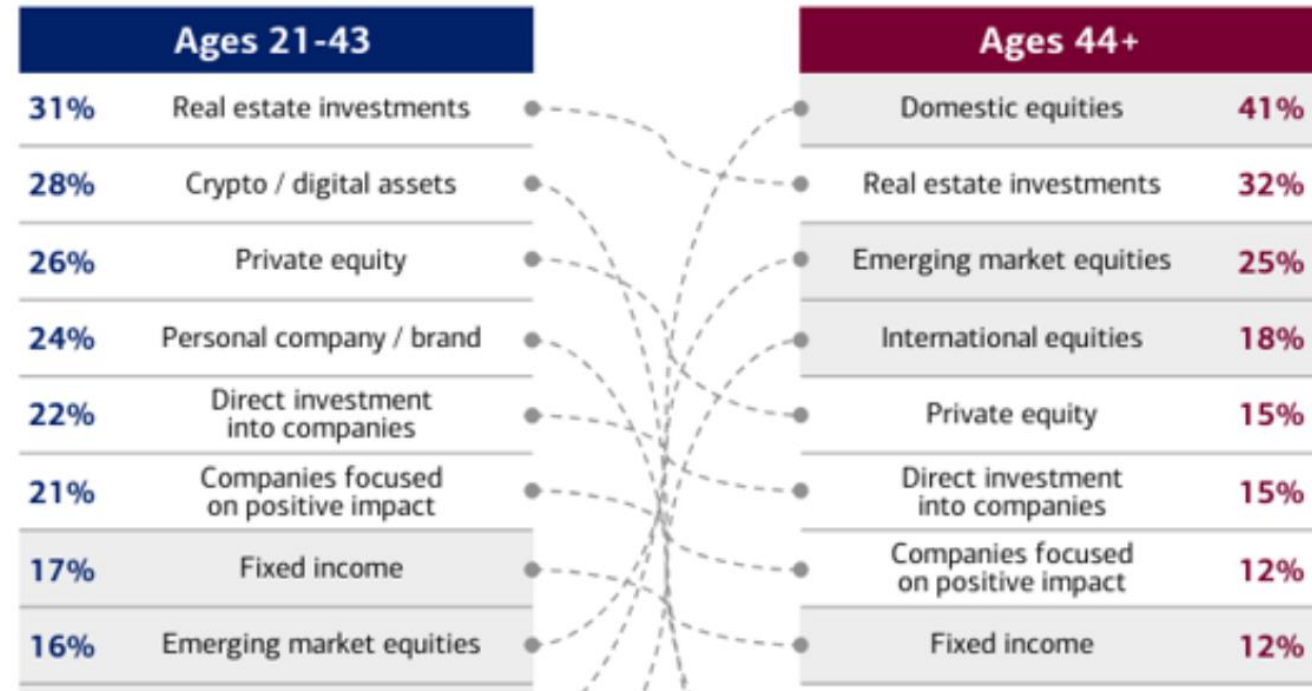 Ages 21-43
31% Real estate investments
28% Crypto / digital assets
26% Private equity
24% Personal company / brand
22% Direct investment
into companies
21% Companies focused
on positive impact
17% Fixed income
16% Emerging market equities
Ages 44+
Domestic equities 41%
Real estate investments 32%
Emerging market equities 25%
International equities 18%
Private equity 15%
Direct investment
into companies 15%
Companies focused
on positive impact 12%
Fixed income 12%